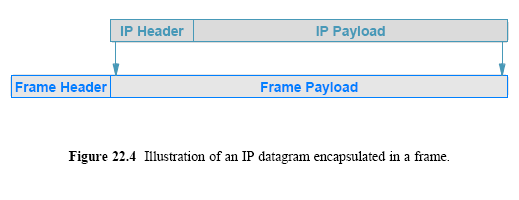 IP Header IP Payload
Frame Header Frame Payload
Figure 22.4 Illustration of an IP datagram encapsulated in a frame.